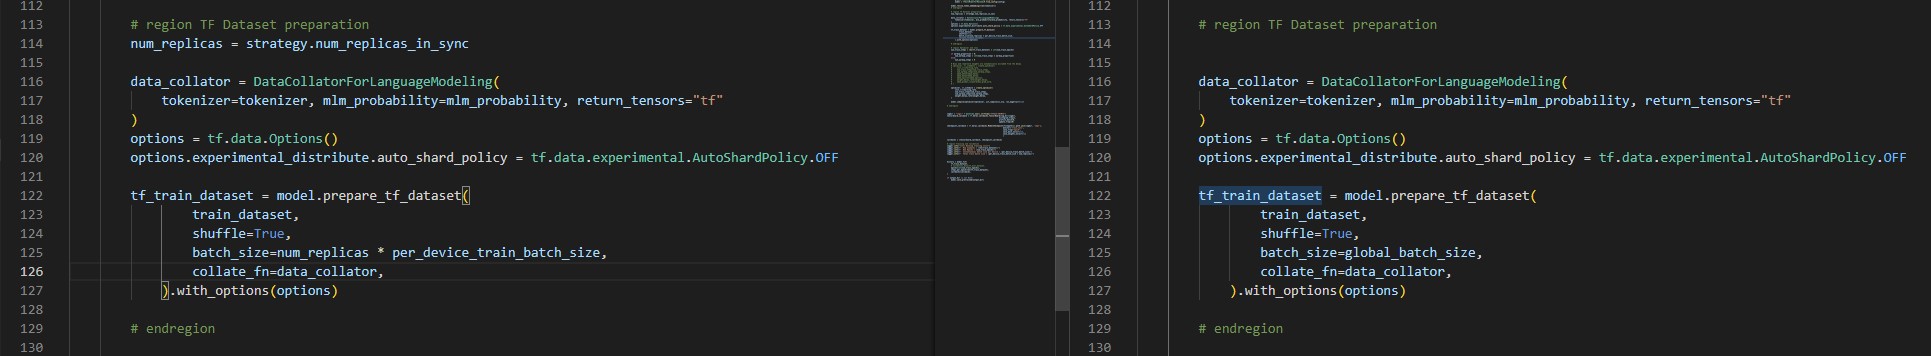 112
113 # region TF Dataset preparation
114 num_replicas = strategy.num_replicas_in_sync
115
116 data_collator = DataCollatorForLanguageModeling(
117 tokenizer=tokenizer, mlm_probability=mlm_probability, return_tensors="tf"
118 )
119 options = tf.data.Options()
120 options.experimental_distribute.auto_shard_policy = tf.data.experimental.AutoShardPolicy.OFF
121
122 tf_train_dataset = model.prepare_tf_dataset(
123 train_dataset,
124 shuffle=True,
125 batch_size=num_replicas * per_device_train_batch_size,
126 collate_fn=data_collator,
127 ).with_options(options)
128
129 # endregion
130
112
113 # region TF Dataset preparation
114
115
116 data_collator = DataCollatorForLanguageModeling(
117 tokenizer=tokenizer, mlm_probability=mlm_probability, return_tensors="tf"
118 )
119 options = tf.data.Options()
120 options.experimental_distribute.auto_shard_policy = tf.data.experimental.AutoShardPolicy.OFF
121
122 tf_train_dataset = model.prepare_tf_dataset(
123 train_dataset,
124 shuffle=True,
125 batch_size=global_batch_size,
126 collate_fn=data_collator,
127 ).with_options(options)
128
129 # endregion
130